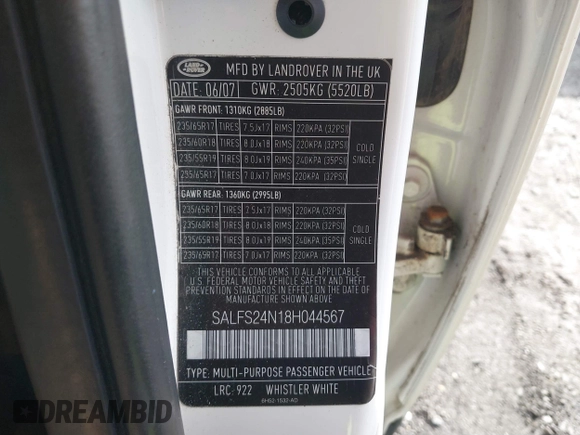 LAND ROVER
MFD BY LANDROVER IN THE UK
DATE: 06/07 GWR: 2505KG (5520LB)
GAWR FRONT: 1310KG (2885LB)
235/65R17 TIRES 7.5Jx17 RIMS 220KPA (32PSI)
235/60R18 TIRES 8.0Jx18 RIMS 220KPA (32PSI)
235/55R19 TIRES 8.0Jx19 RIMS 240KPA (35PSI)
235/65R17 TIRES 7.0Jx17 RIMS 220KPA (32PSI)
COLD
SINGLE
GAWR REAR: 1360KG (2995LB)
235/65R17 TIRES 7.5Jx17 RIMS 220KPA (32PSI)
235/60R18 TIRES 8.0Jx18 RIMS 220KPA (32PSI)
235/55R19 TIRES 8.0Jx19 RIMS 240KPA (35PSI)
235/65R17 TIRES 7.0Jx17 RIMS 220KPA (32PSI)
COLD
SINGLE
THIS VEHICLE CONFORMS TO ALL APPLICABLE
U.S. FEDERAL MOTOR VEHICLE SAFETY AND THEFT
PREVENTION STANDARDS IN EFFECT ON THE DATE
OF MANUFACTURE SHOWN ABOVE
SALFS24N18H044567
TYPE: MULTI-PURPOSE PASSENGER VEHICLE
LRC: 922 WHISTLER WHITE
6H52-1532-AD
DREAMBID